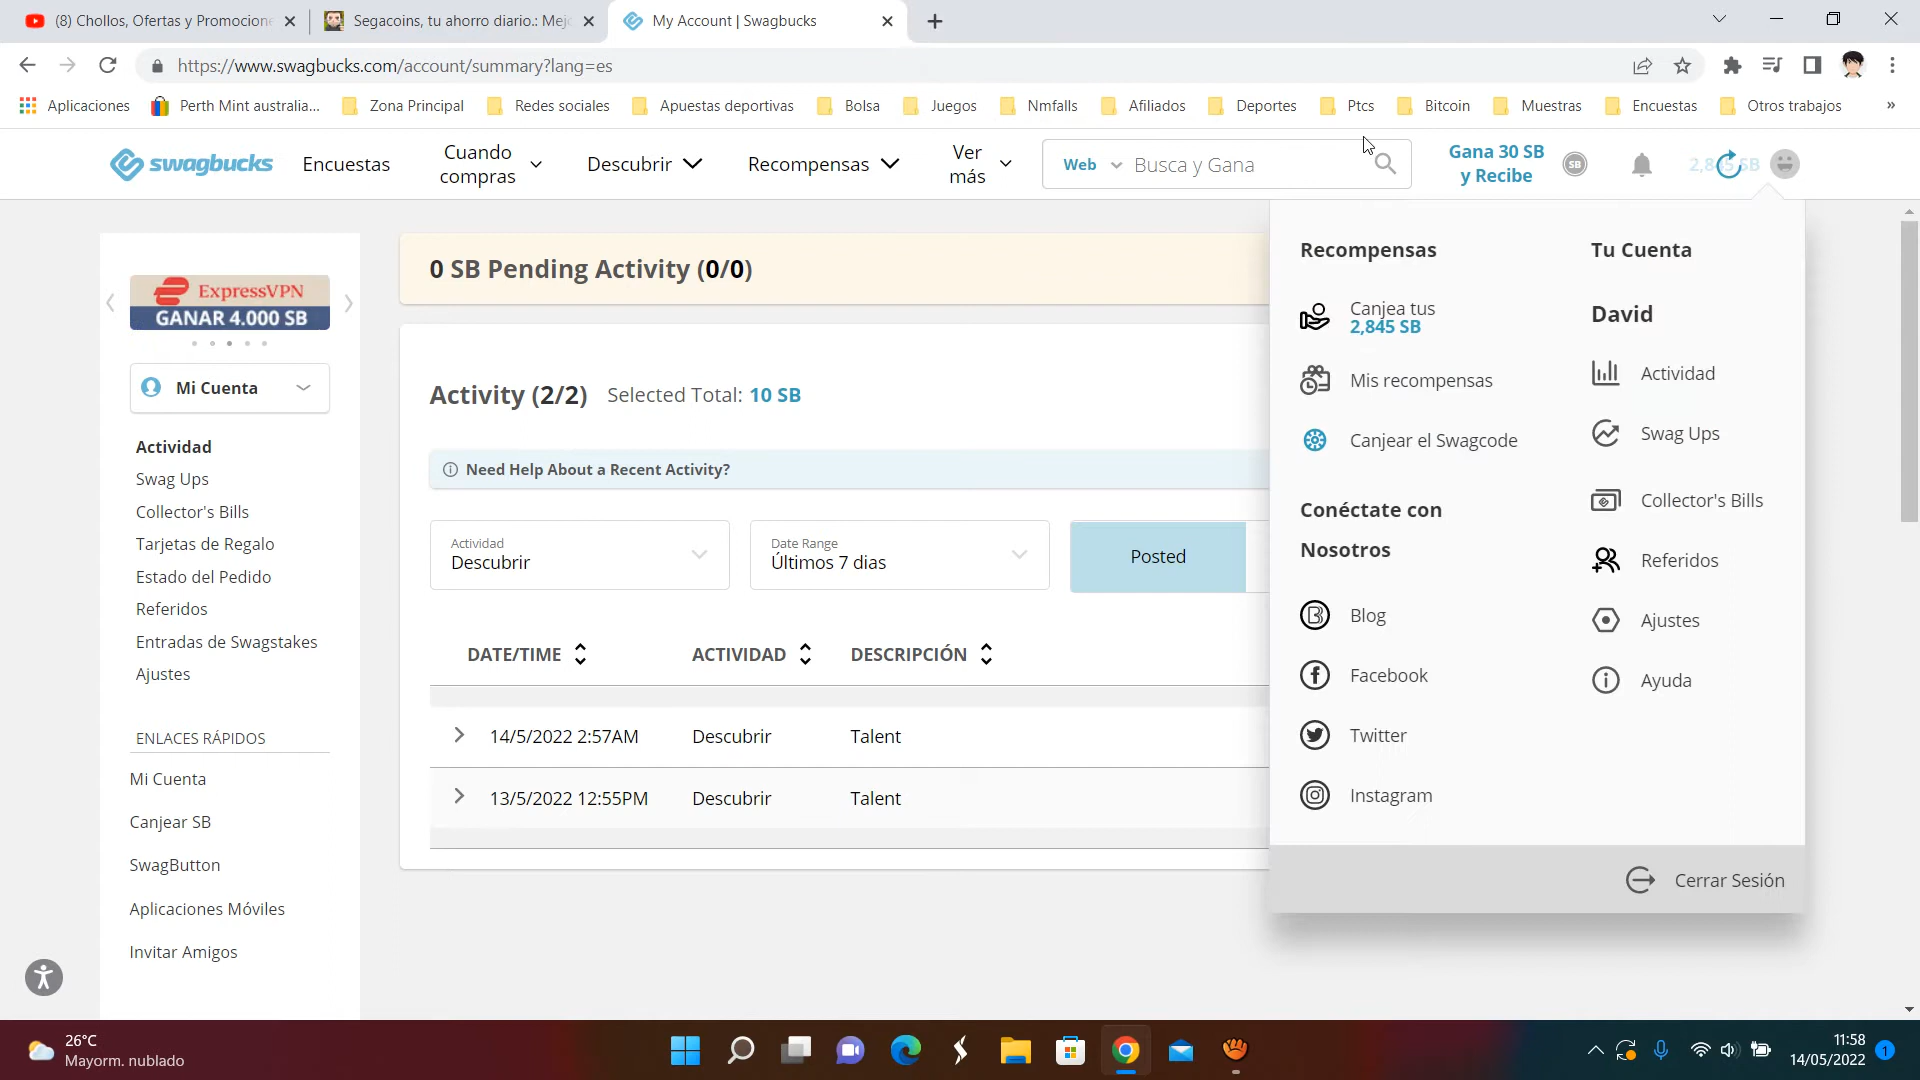 (8) Chollos, Ofertas y Promocione
Segacoins, tu ahorro diario.: Mejo
My Account | Swagbucks
https://www.swagbucks.com/account/summary?lang=es
Aplicaciones
Perth Mint australia...
Zona Principal
Redes sociales
Apuestas deportivas
Bolsa
Juegos
Nmfalls
Afiliados
Deportes
Ptcs
Bitcoin
Muestras
Encuestas
Otros trabajos
»
swagbucks
Encuestas
Cuando
compras
Descubrir
Recompensas
Ver
más
Web
Busca y Gana
Gana 30 SB
y Recibe
SB
2,845 SB
ExpressVPN
GANAR 4.000 SB
Mi Cuenta
Actividad
Swag Ups
Collector's Bills
Tarjetas de Regalo
Estado del Pedido
Referidos
Entradas de Swagstakes
Ajustes
ENLACES RÁPIDOS
Mi Cuenta
Canjear SB
SwagButton
Aplicaciones Móviles
Invitar Amigos
0 SB Pending Activity (0/0)
Activity (2/2)
Selected Total: 10 SB
Need Help About a Recent Activity?
Actividad
Descubrir
Date Range
Últimos 7 dias
Posted
DATE/TIME
ACTIVIDAD
DESCRIPCIÓN
14/5/2022 2:57AM
Descubrir
Talent
13/5/2022 12:55PM
Descubrir
Talent
Recompensas
Canjea tus
2,845 SB
Mis recompensas
Canjear el Swagcode
Conéctate con
Nosotros
Blog
Facebook
Twitter
Instagram
Tu Cuenta
David
Actividad
Swag Ups
Collector's Bills
Referidos
Ajustes
Ayuda
Cerrar Sesión
26°C
Mayorm. nublado
11:58
14/05/2022
1